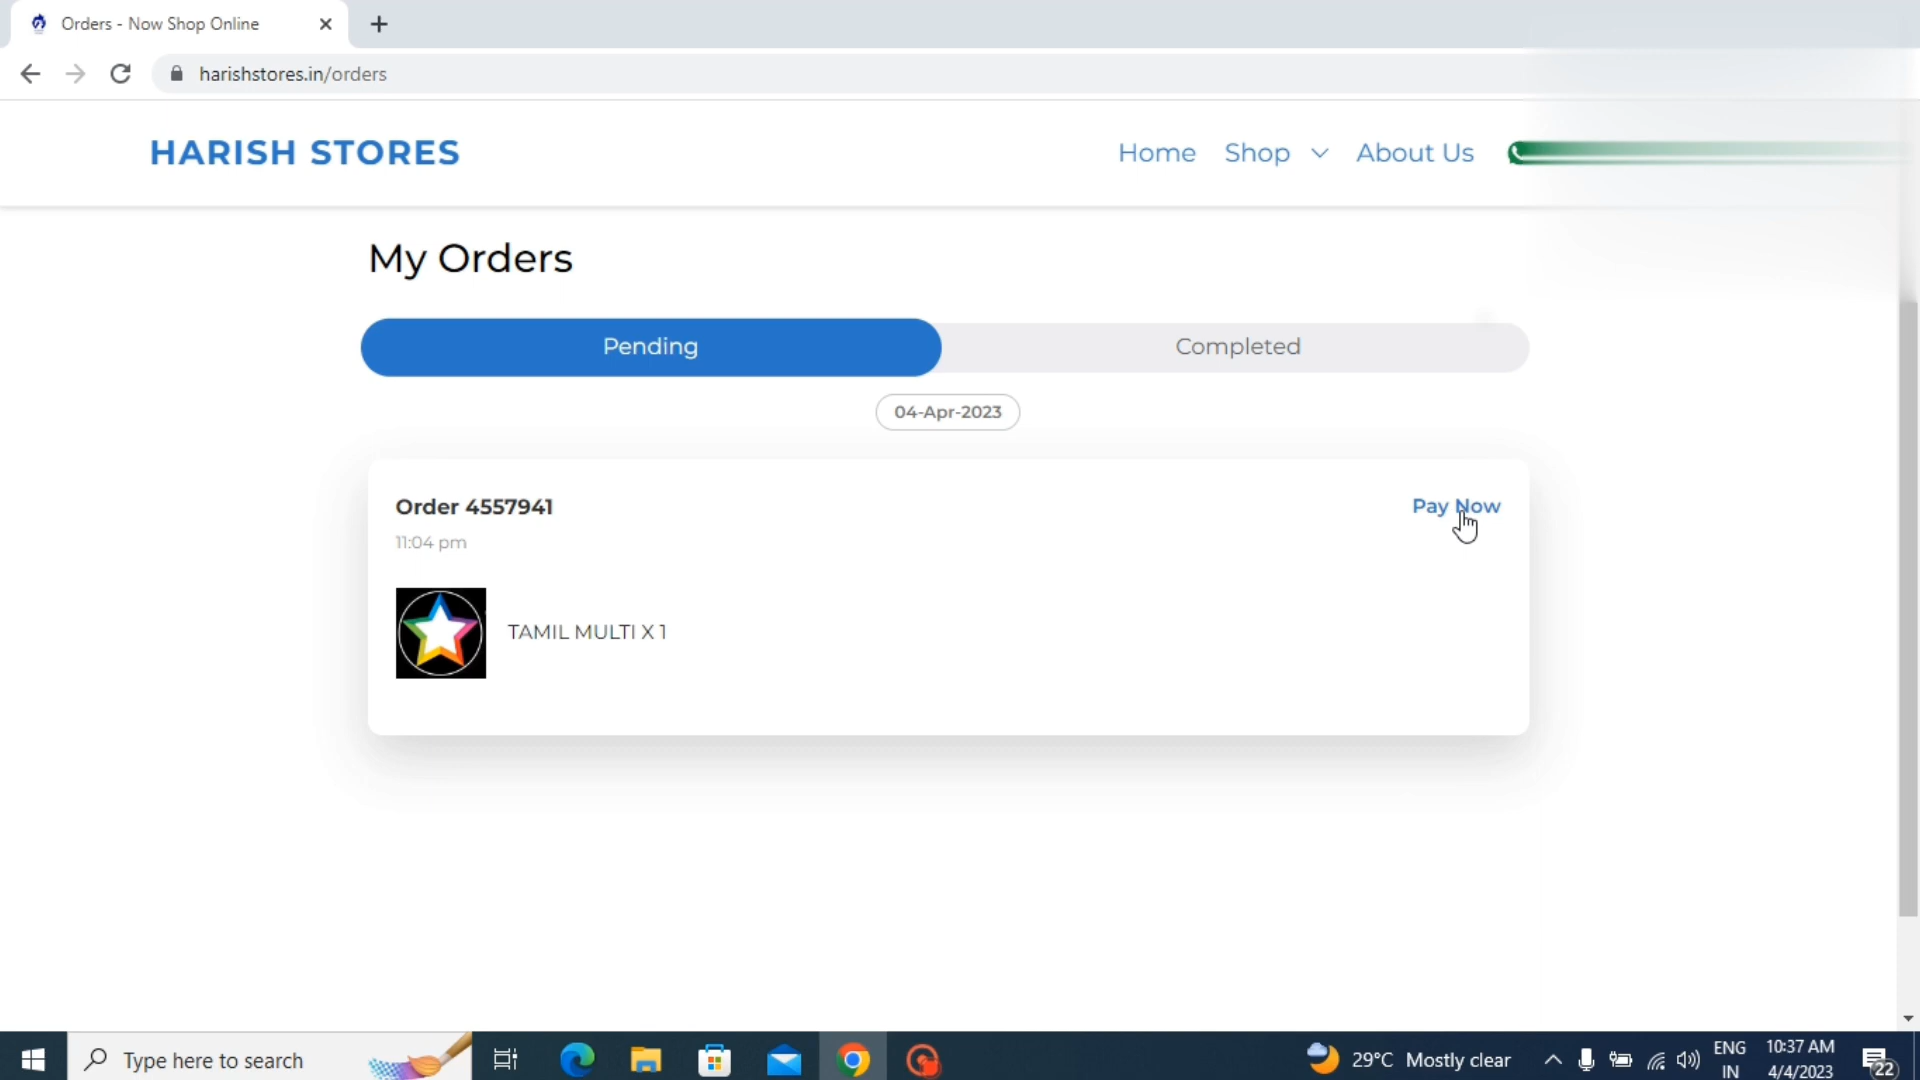 Orders - Now Shop Online
harishstores.in/orders
HARISH STORES
Home Shop About Us
My Orders
Pending
Completed
04-Apr-2023
Order 4557941
Pay Now
11:04 pm
TAMIL MULTI X 1
Type here to search
29°C Mostly clear
ENG
IN
10:37 AM
4/4/2023
22